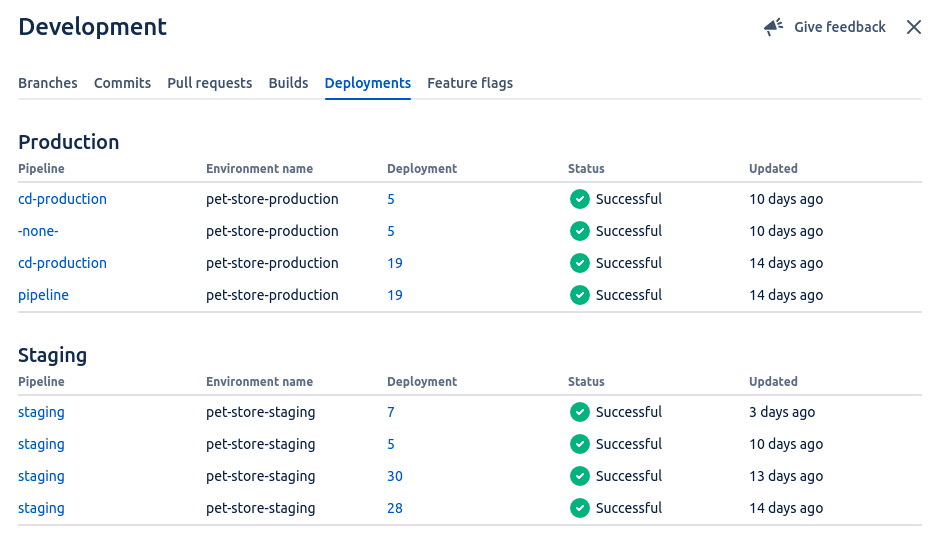 Development
Give feedback
Branches Commits Pull requests Builds Deployments Feature flags
Production
Pipeline Environment name Deployment Status Updated
cd-production pet-store-production 5 Successful 10 days ago
-none- pet-store-production 5 Successful 10 days ago
cd-production pet-store-production 19 Successful 14 days ago
pipeline pet-store-production 19 Successful 14 days ago
Staging
Pipeline Environment name Deployment Status Updated
staging pet-store-staging 7 Successful 3 days ago
staging pet-store-staging 5 Successful 10 days ago
staging pet-store-staging 30 Successful 13 days ago
staging pet-store-staging 28 Successful 14 days ago